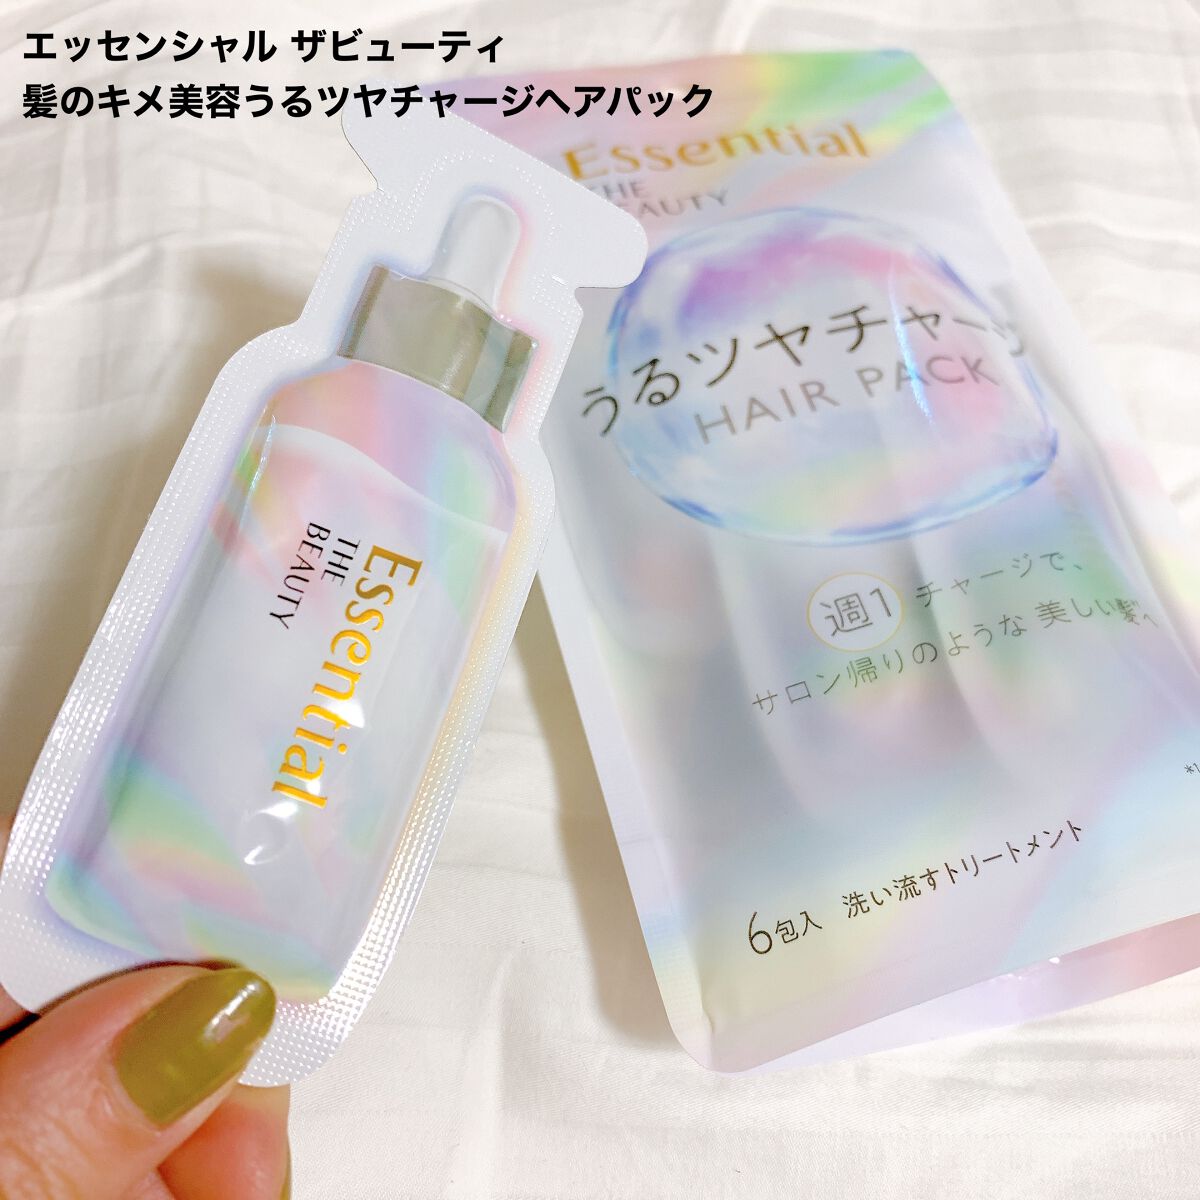 エッセンシャル ザビューティ
髪のキメ美容うるツヤチャージヘアパック
Essential
THE
BEAUTY
うるツヤチャージ
HAIR PACK
週1 チャージで、
サロン帰りのような 美しい髪へ
*1
6包入 洗い流すトリートメント
Essential
THE
BEAUTY